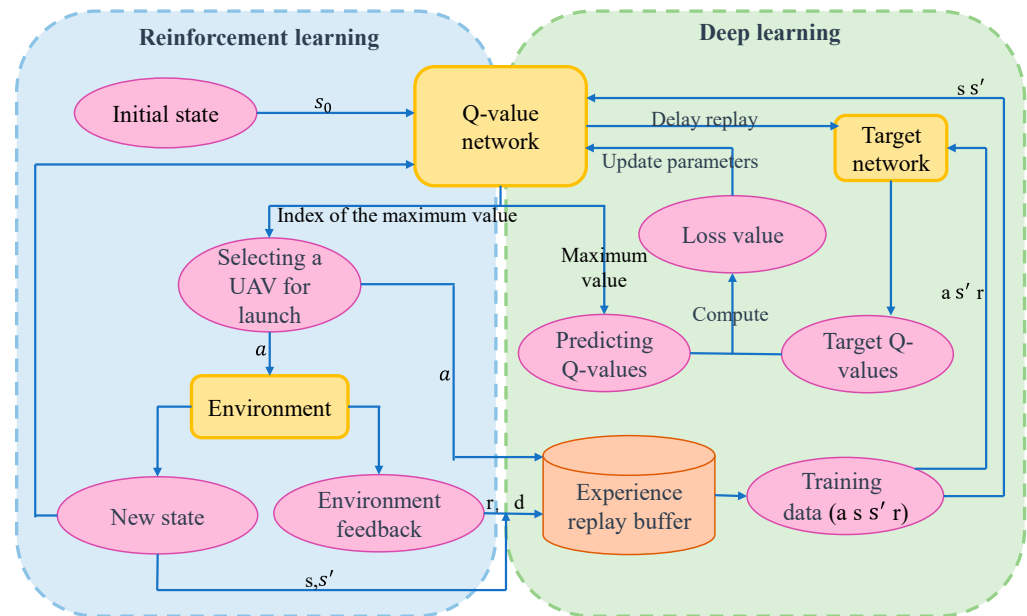 Reinforcement learning
Deep learning
Initial state
s₀
Q-value
network
s s′
Delay replay
Target
network
Update parameters
Index of the maximum value
Selecting a
UAV for
launch
Maximum
value
Loss value
a s′ r
Compute
Predicting
Q-values
Target Q-
values
a
a
Environment
New state
Environment
feedback
r, d
Experience
replay buffer
Training
data (a s s′ r)
s,s′